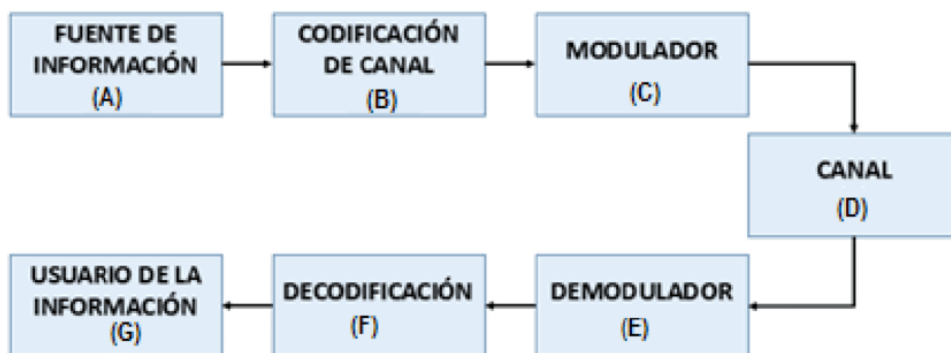 FUENTE DE
INFORMACIÓN
(A)
CODIFICACIÓN
DE CANAL
(B)
MODULADOR
(C)
CANAL
(D)
USUARIO DE LA
INFORMACIÓN
(G)
DECODIFICACIÓN
(F)
DEMODULADOR
(E)